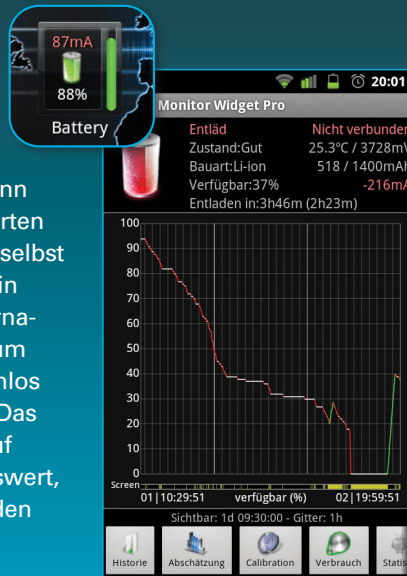 87mA
88%
Battery
20:01
Monitor Widget Pro
Entläd Nicht verbunden
Zustand:Gut 25.3°C / 3728mV
Bauart:Li-ion 518 / 1400mAh
Verfügbar:37% -216mA
Entladen in:3h46m (2h23m)
100
90
80
70
60
50
40
30
20
10
0
Screen
01|10:29:51 verfügbar (%) 02|19:59:51
Sichtbar: 1d 09:30:00 - Gitter: 1h
Historie Abschätzung Calibration Verbrauch Statis
nn
rten
selbst
in
rna-
um
nlos
Das
uf
swert,
den